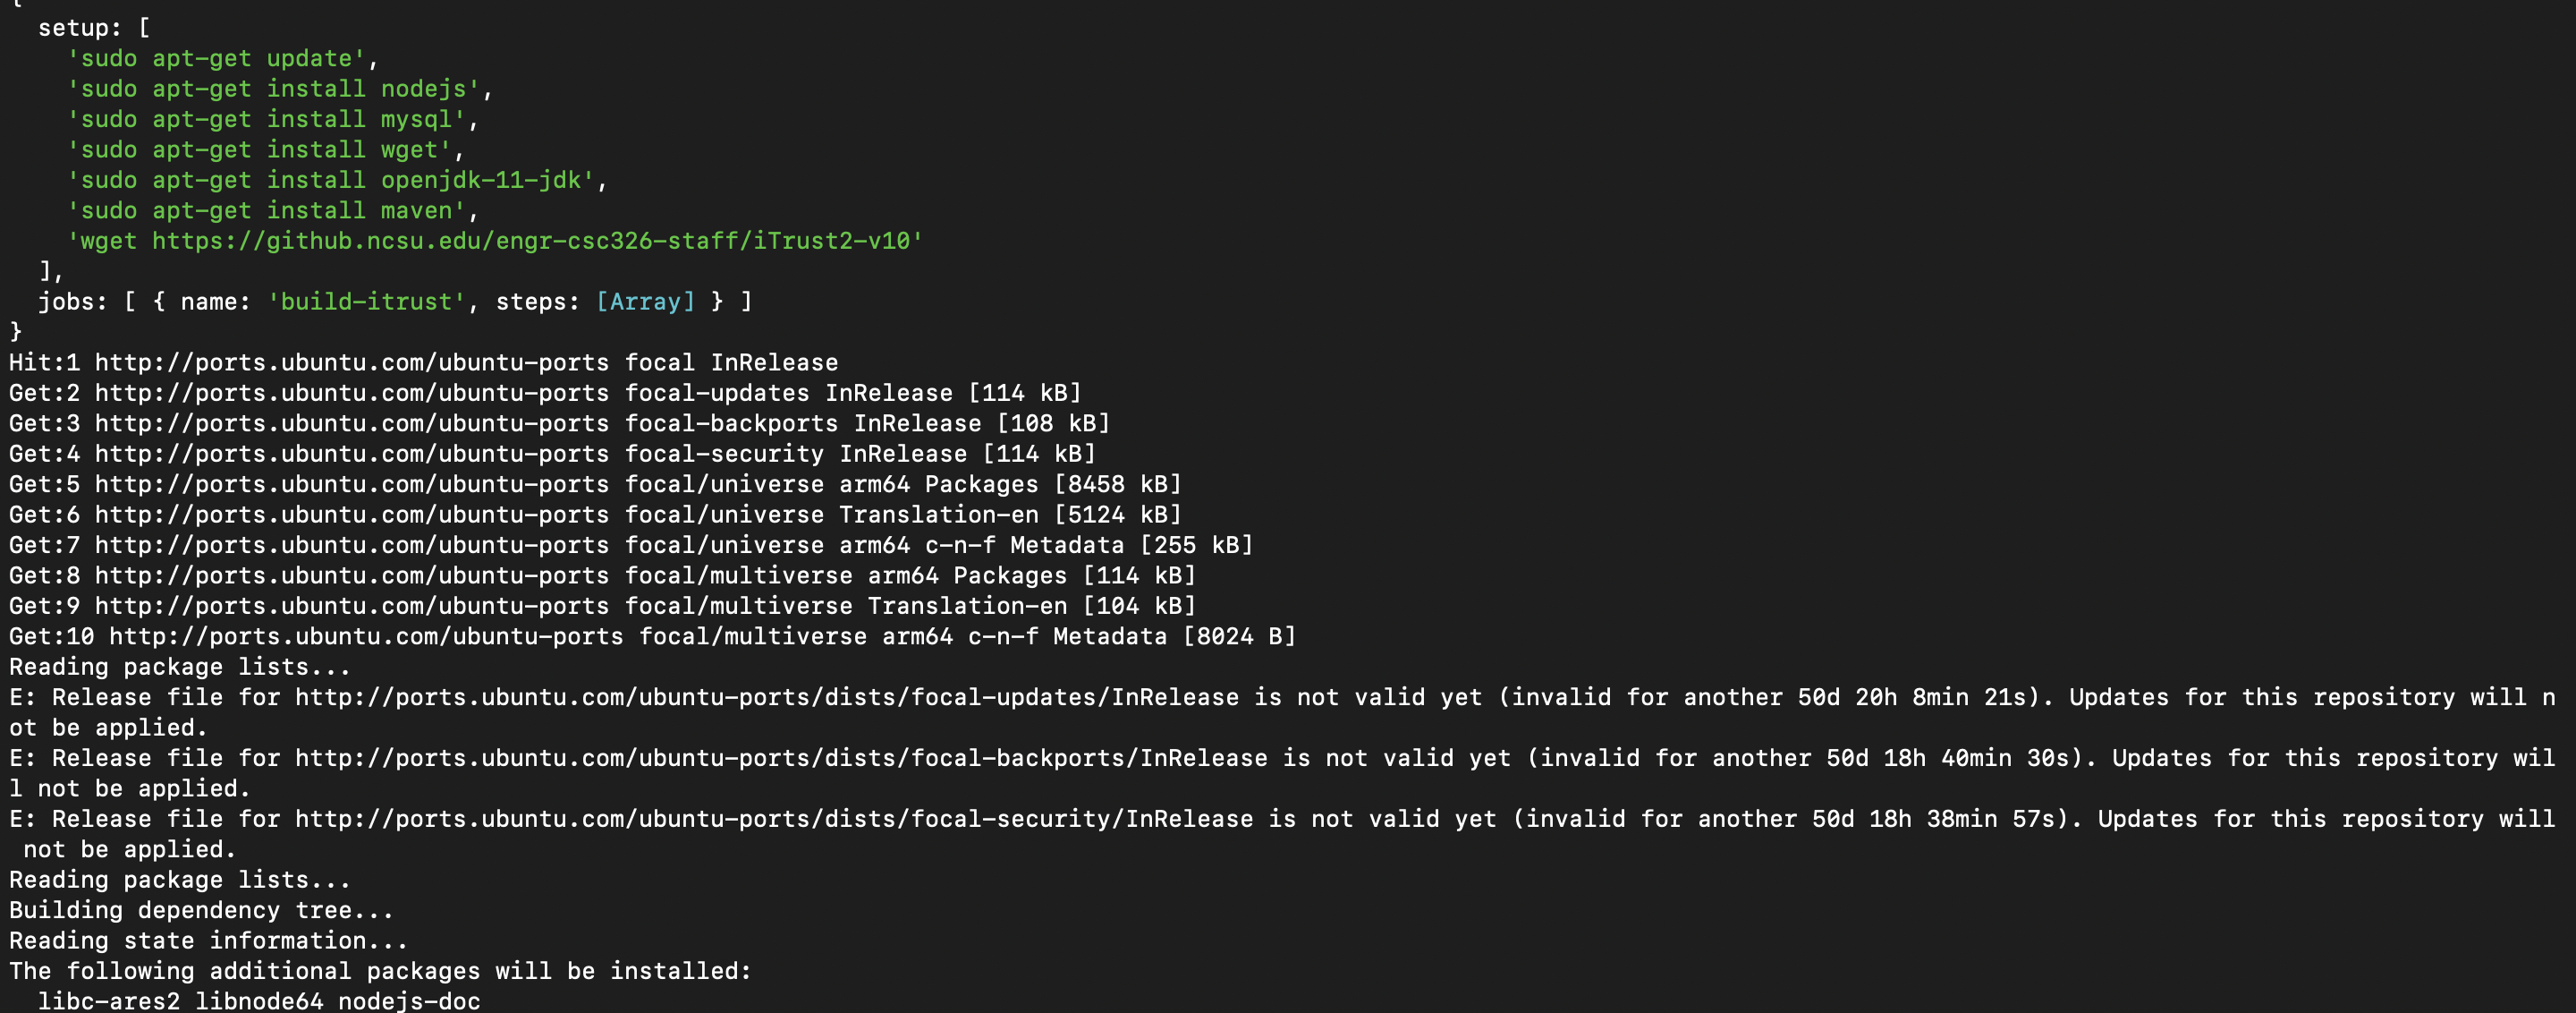 {
  setup: [
    'sudo apt-get update',
    'sudo apt-get install nodejs',
    'sudo apt-get install mysql',
    'sudo apt-get install wget',
    'sudo apt-get install openjdk-11-jdk',
    'sudo apt-get install maven',
    'wget https://github.ncsu.edu/engr-csc326-staff/iTrust2-v10'
  ],
  jobs: [ { name: 'build-itrust', steps: [Array] } ]
}
Hit:1 http://ports.ubuntu.com/ubuntu-ports focal InRelease
Get:2 http://ports.ubuntu.com/ubuntu-ports focal-updates InRelease [114 kB]
Get:3 http://ports.ubuntu.com/ubuntu-ports focal-backports InRelease [108 kB]
Get:4 http://ports.ubuntu.com/ubuntu-ports focal-security InRelease [114 kB]
Get:5 http://ports.ubuntu.com/ubuntu-ports focal/universe arm64 Packages [8458 kB]
Get:6 http://ports.ubuntu.com/ubuntu-ports focal/universe Translation-en [5124 kB]
Get:7 http://ports.ubuntu.com/ubuntu-ports focal/universe arm64 c-n-f Metadata [255 kB]
Get:8 http://ports.ubuntu.com/ubuntu-ports focal/multiverse arm64 Packages [114 kB]
Get:9 http://ports.ubuntu.com/ubuntu-ports focal/multiverse Translation-en [104 kB]
Get:10 http://ports.ubuntu.com/ubuntu-ports focal/multiverse arm64 c-n-f Metadata [8024 B]
Reading package lists...
E: Release file for http://ports.ubuntu.com/ubuntu-ports/dists/focal-updates/InRelease is not valid yet (invalid for another 50d 20h 8min 21s). Updates for this repository will n
ot be applied.
E: Release file for http://ports.ubuntu.com/ubuntu-ports/dists/focal-backports/InRelease is not valid yet (invalid for another 50d 18h 40min 30s). Updates for this repository wil
l not be applied.
E: Release file for http://ports.ubuntu.com/ubuntu-ports/dists/focal-security/InRelease is not valid yet (invalid for another 50d 18h 38min 57s). Updates for this repository will
 not be applied.
Reading package lists...
Building dependency tree...
Reading state information...
The following additional packages will be installed:
  libc-ares2 libnode64 nodejs-doc